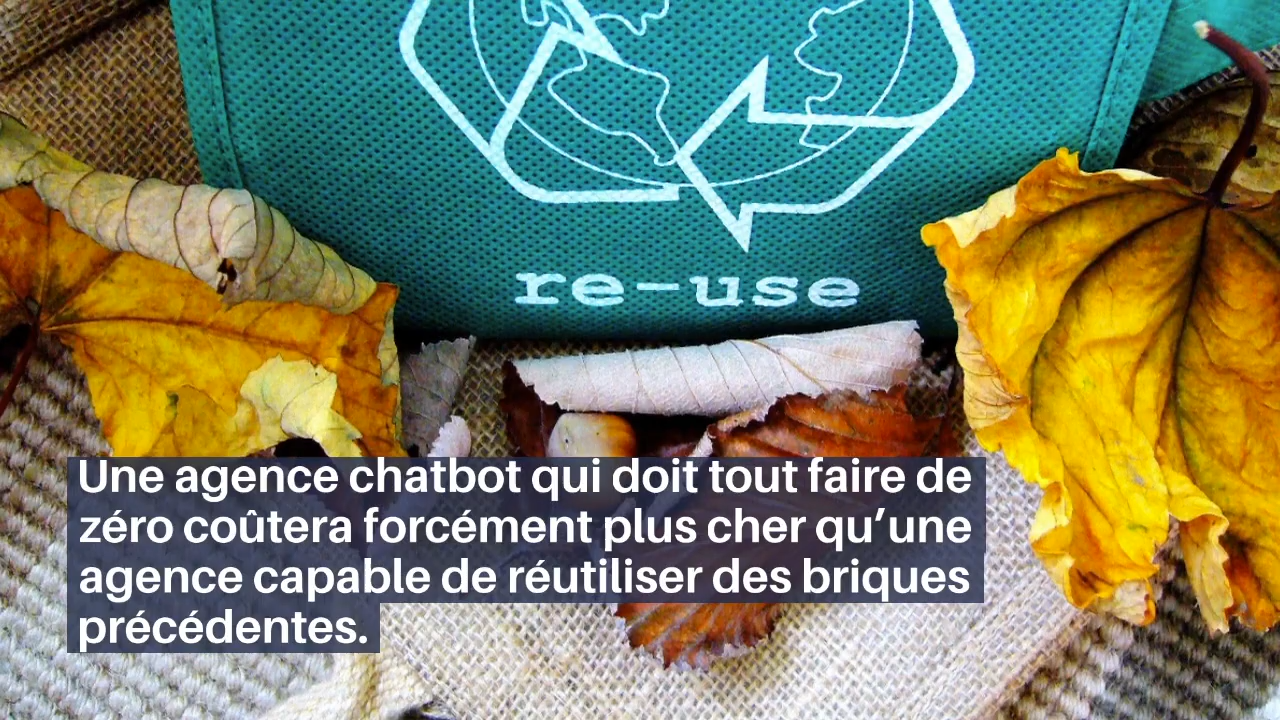 re-use
Une agence chatbot qui doit tout faire de
zéro coûtera forcément plus cher qu’une
agence capable de réutiliser des briques
précédentes.